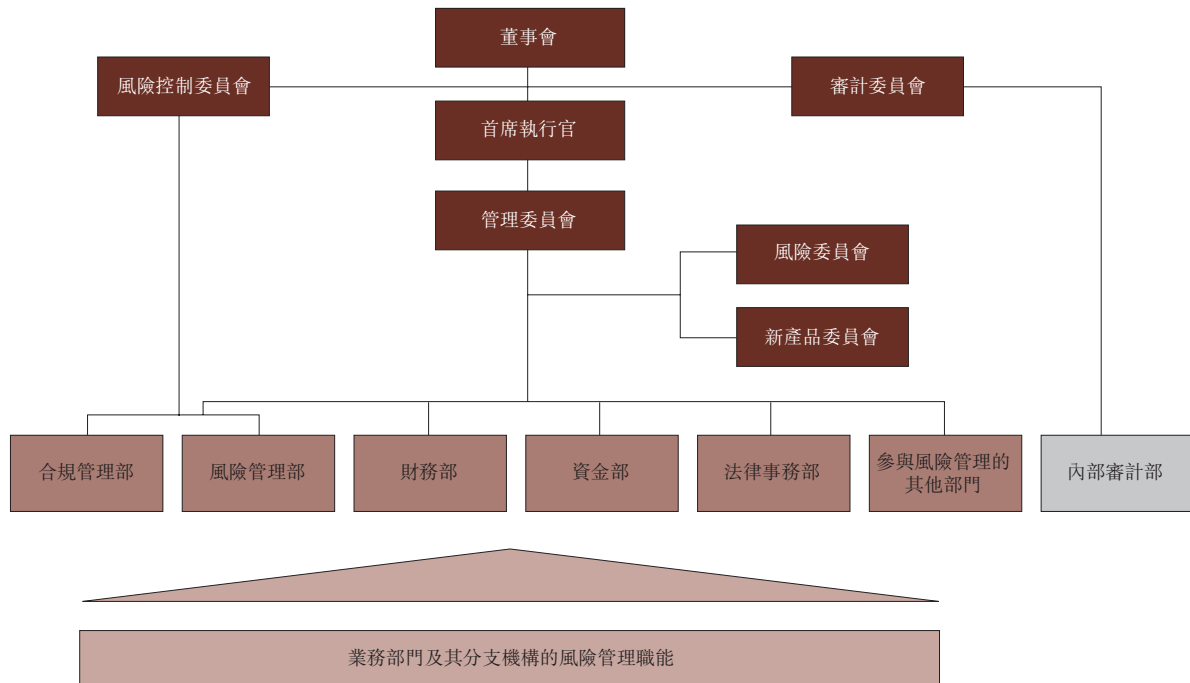 董事會
風險控制委員會
審計委員會
首席執行官
管理委員會
風險委員會
新產品委員會
合規管理部
風險管理部
財務部
資金部
法律事務部
參與風險管理的
其他部門
內部審計部
業務部門及其分支機構的風險管理職能